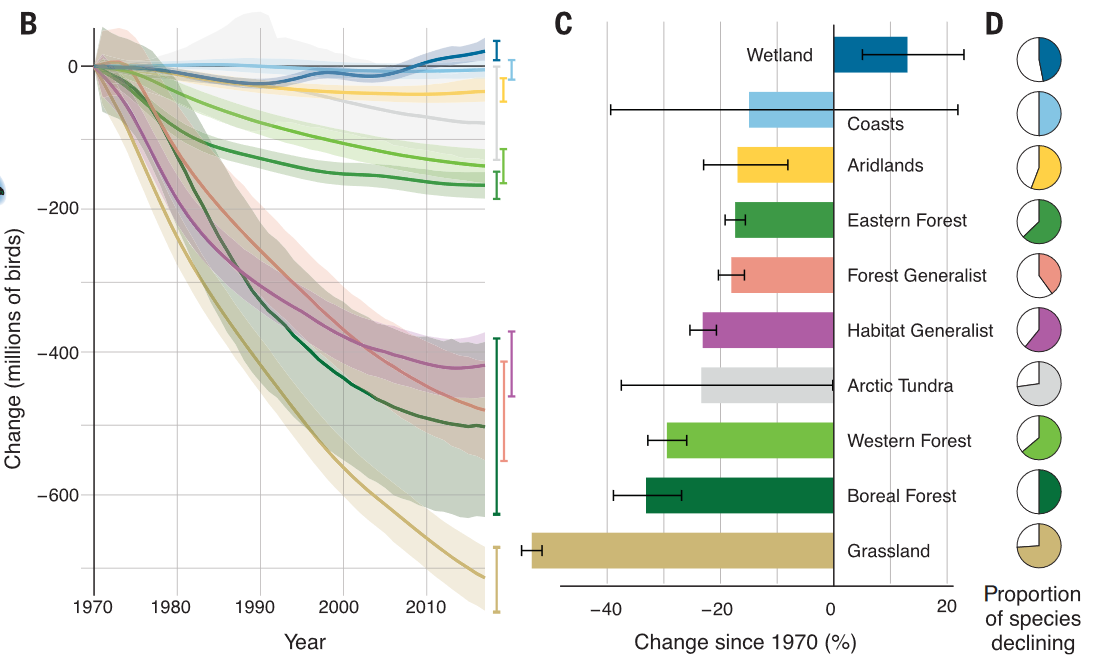 B
C
D
0
−200
−400
−600
Change (millions of birds)
1970
1980
1990
2000
2010
Year
Wetland
Coasts
Aridlands
Eastern Forest
Forest Generalist
Habitat Generalist
Arctic Tundra
Western Forest
Boreal Forest
Grassland
−40
−20
0
20
Change since 1970 (%)
Proportion
of species
declining